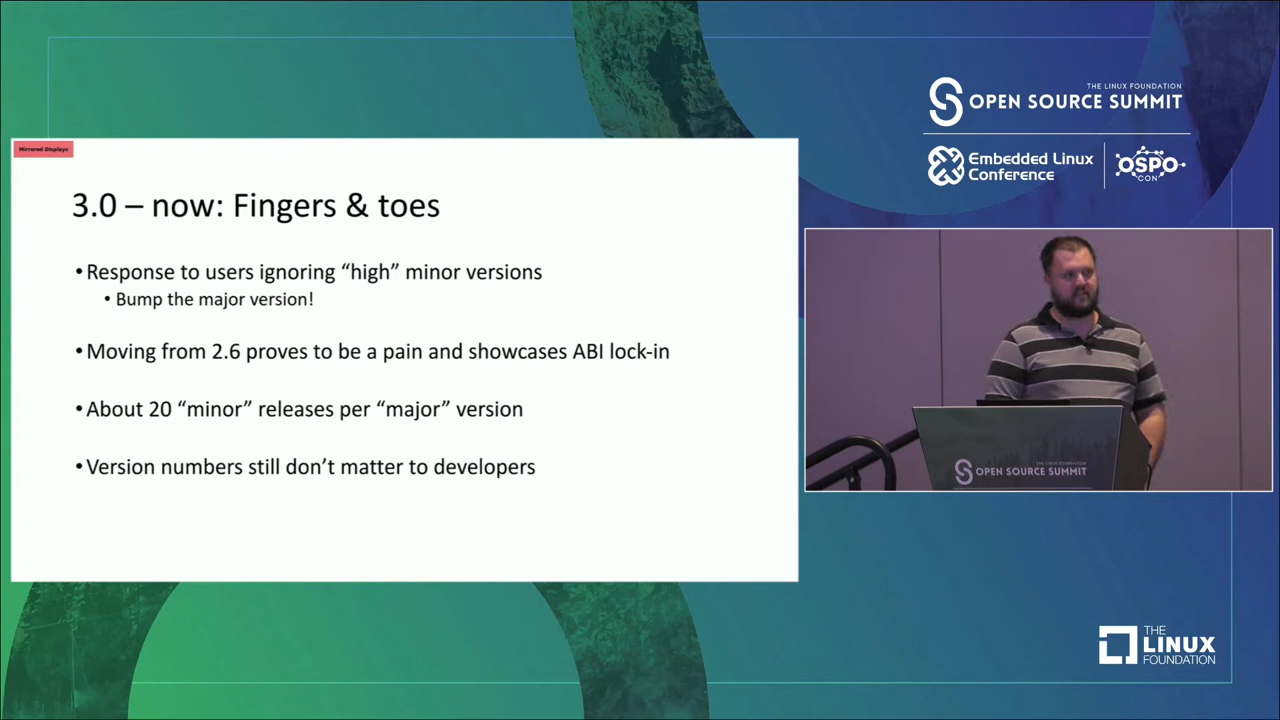 THE LINUX FOUNDATION
OPEN SOURCE SUMMIT
Embedded Linux
Conference
OSPO
CON
Mirrored Displays
3.0 – now: Fingers & toes
•Response to users ignoring “high” minor versions
• Bump the major version!
•Moving from 2.6 proves to be a pain and showcases ABI lock-in
•About 20 “minor” releases per “major” version
•Version numbers still don’t matter to developers
THE LINUX FOUNDATION
OPEN SOURCE SUMMIT
THE
LINUX
FOUNDATION